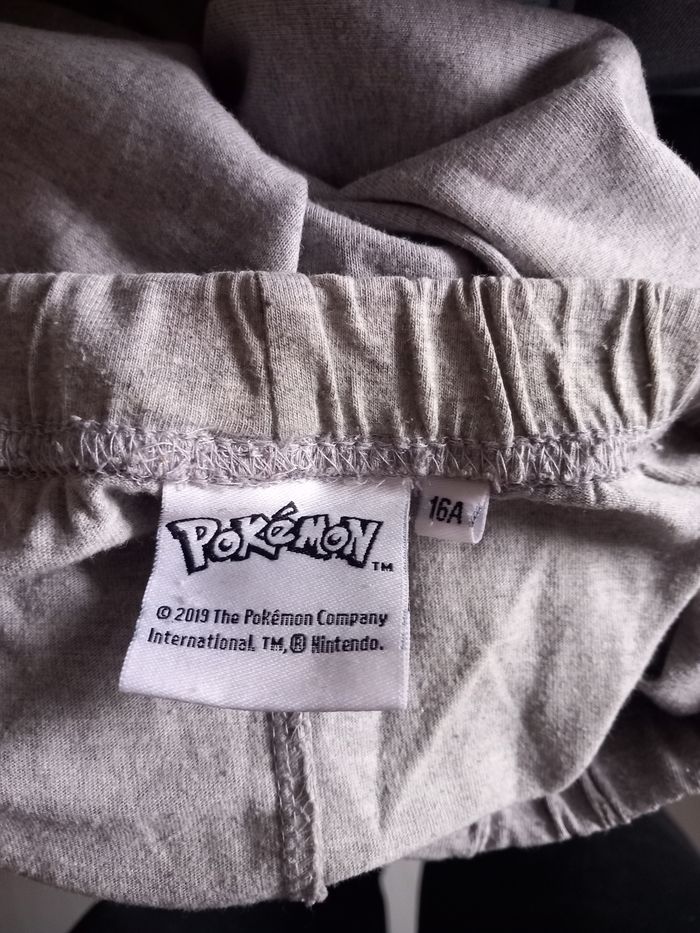 POKéMON™
16A
© 2019 The Pokémon Company
International. TM,® Nintendo.